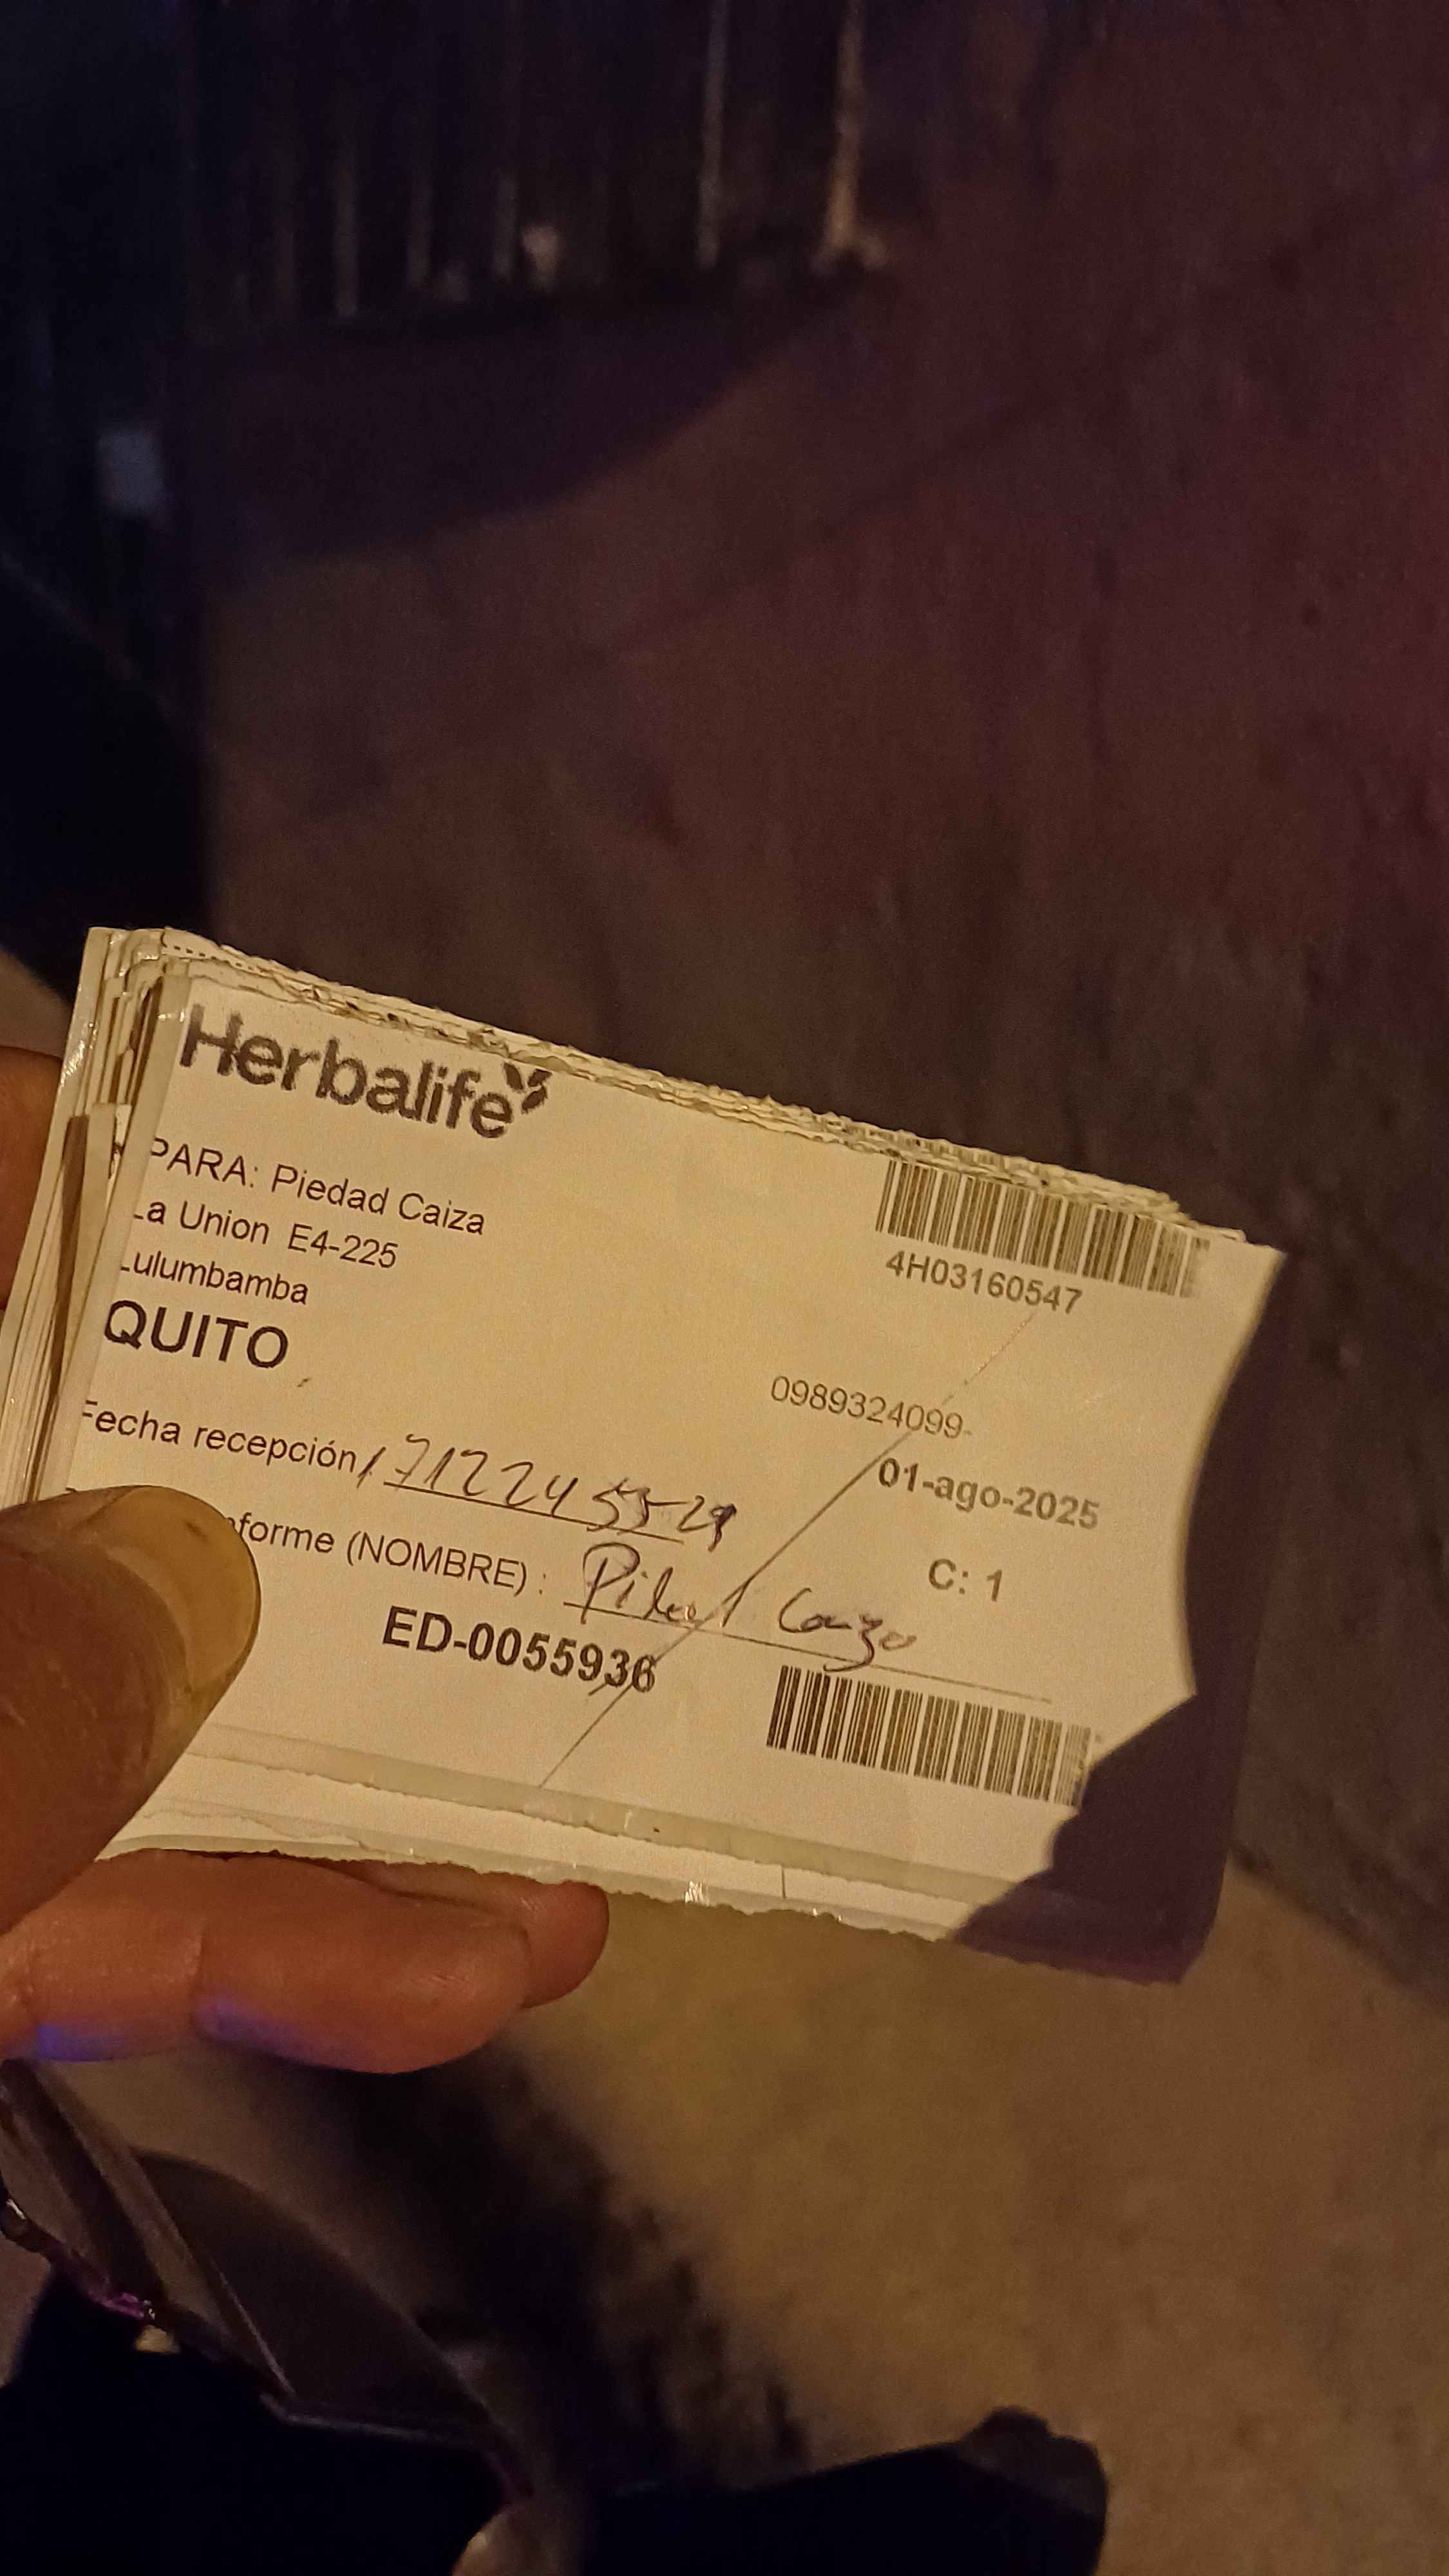 Herbalife
PARA: Piedad Caiza
La Union E4-225
Lulumbamba
QUITO
4H03160547
0989324099-
01-ago-2025
Fecha recepción
C: 1
forme (NOMBRE) :
ED-0055936